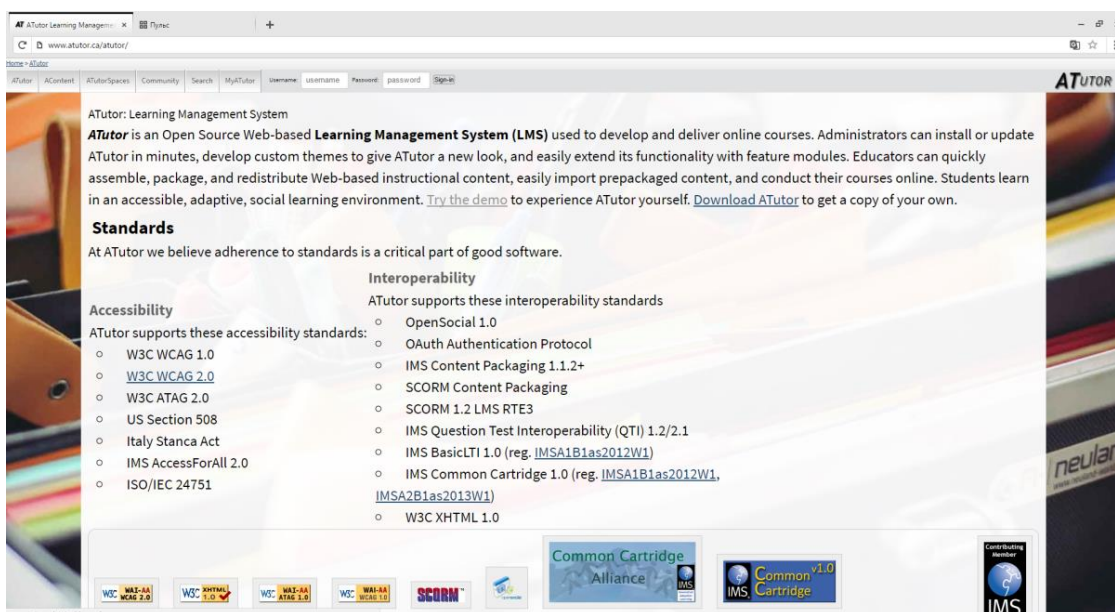 AT ATutor Learning Managem
Пульс
www.atutor.ca/atutor/
Home > ATutor
ATutor AContent ATutorSpaces Community Search MyATutor Username: username Password: password Sign-in
ATUTOR
ATutor: Learning Management System
ATutor is an Open Source Web-based Learning Management System (LMS) used to develop and deliver online courses. Administrators can install or update
ATutor in minutes, develop custom themes to give ATutor a new look, and easily extend its functionality with feature modules. Educators can quickly
assemble, package, and redistribute Web-based instructional content, easily import prepackaged content, and conduct their courses online. Students learn
in an accessible, adaptive, social learning environment. Try the demo to experience ATutor yourself. Download ATutor to get a copy of your own.
Standards
At ATutor we believe adherence to standards is a critical part of good software.
Accessibility
ATutor supports these accessibility standards:
W3C WCAG 1.0
W3C WCAG 2.0
W3C ATAG 2.0
US Section 508
Italy Stanca Act
IMS AccessForAll 2.0
ISO/IEC 24751
Interoperability
ATutor supports these interoperability standards
OpenSocial 1.0
OAuth Authentication Protocol
IMS Content Packaging 1.1.2+
SCORM Content Packaging
SCORM 1.2 LMS RTE3
IMS Question Test Interoperability (QTI) 1.2/2.1
IMS BasicLTI 1.0 (reg. IMSA1B1as2012W1)
IMS Common Cartridge 1.0 (reg. IMSA1B1as2012W1,
IMSA2B1as2013W1)
W3C XHTML 1.0
neulan
W3C WAI-AA WCAG 2.0
W3C XHTML 1.0
W3C WAI-AA ATAG 1.0
W3C WAI-AA WCAG 1.0
SCORM
Common Cartridge
Alliance
IMS
IMS Common Cartridge v1.0
Contributing
Member
IMS